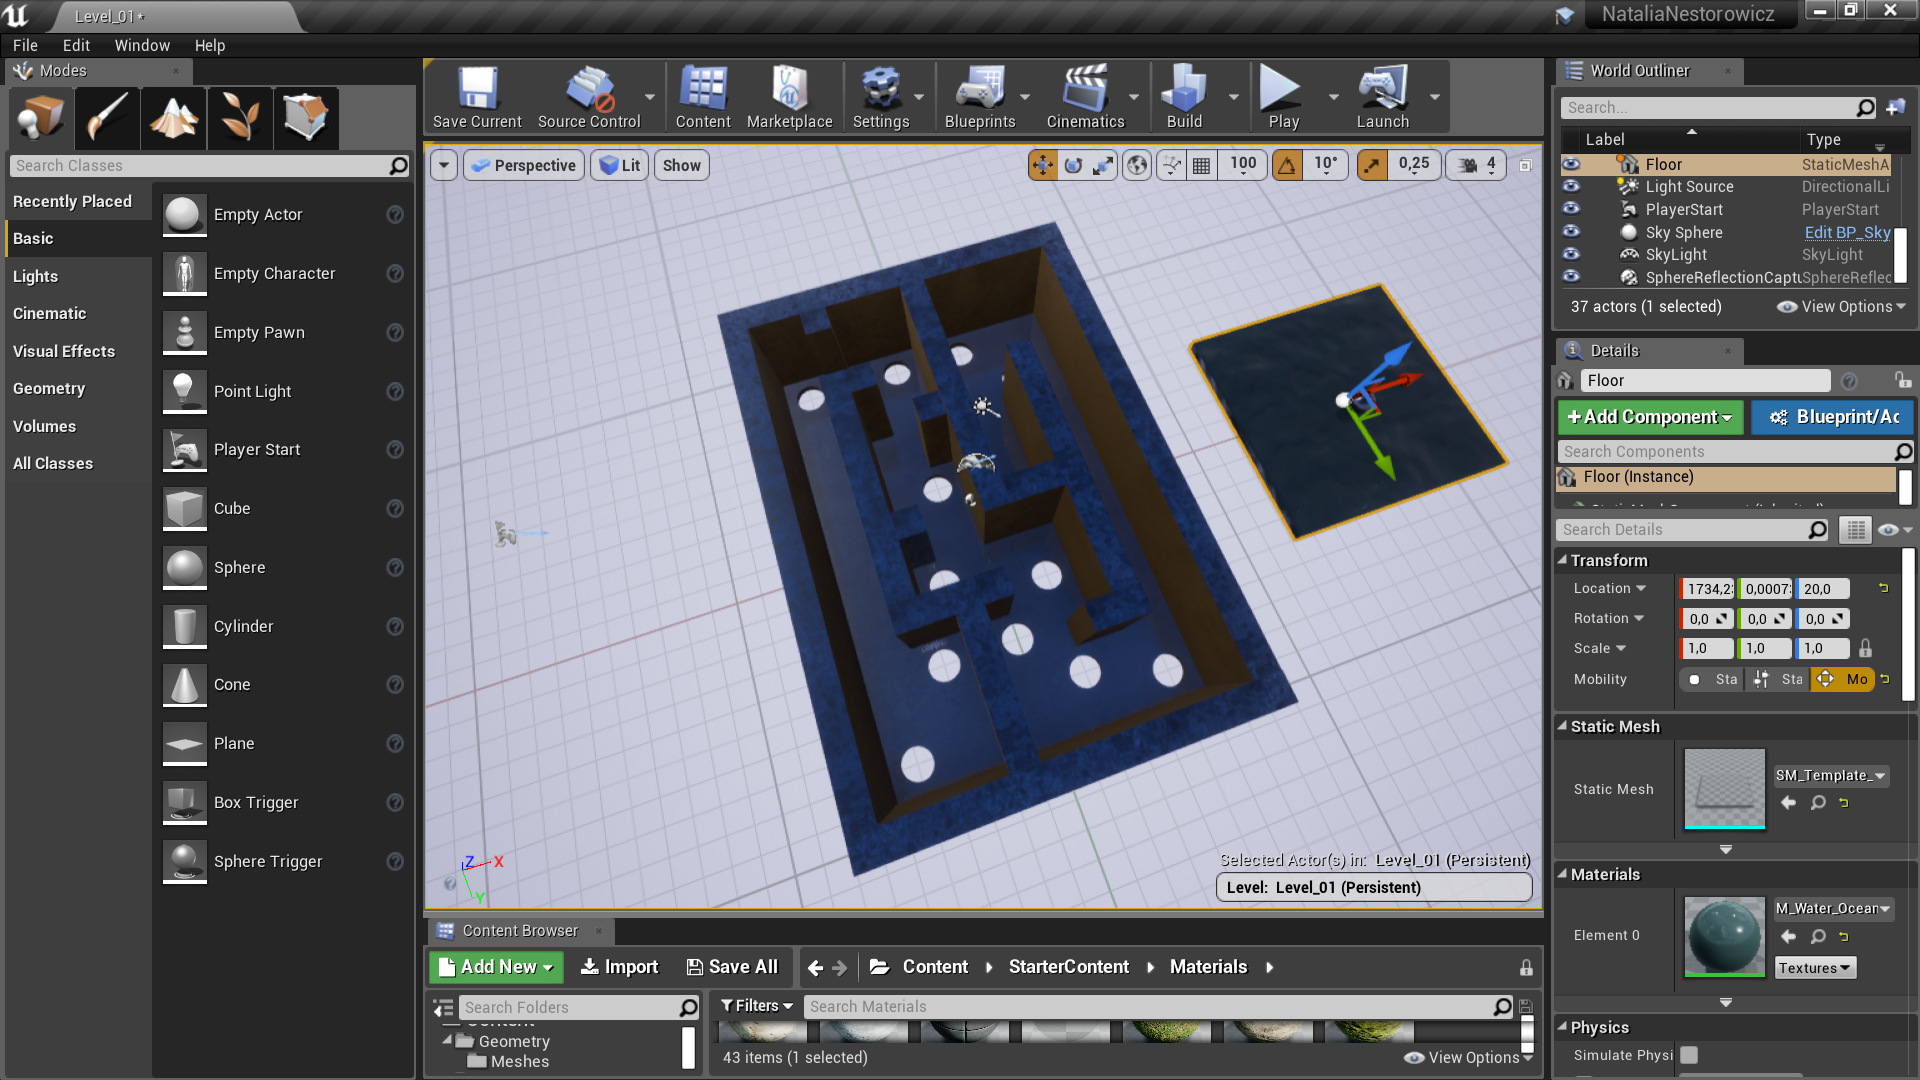 Level_01*
NataliaNestorowicz
File Edit Window Help
Modes
Search Classes
Recently Placed
Basic
Lights
Cinematic
Visual Effects
Geometry
Volumes
All Classes
Empty Actor
Empty Character
Empty Pawn
Point Light
Player Start
Cube
Sphere
Cylinder
Cone
Plane
Box Trigger
Sphere Trigger
Save Current Source Control Content Marketplace Settings Blueprints Cinematics Build Play Launch
Perspective Lit Show 100 10° 0,25 4
Z X
Y
Selected Actor(s) in: Level_01 (Persistent)
Level: Level_01 (Persistent)
Content Browser
Add New Import Save All Content StarterContent Materials
Search Folders
Geometry
Meshes
Filters Search Materials
43 items (1 selected) View Options
World Outliner
Search...
Label Type
Floor StaticMeshA
Light Source DirectionalLi
PlayerStart PlayerStart
Sky Sphere Edit BP_Sky
SkyLight SkyLight
SphereReflectionCaptu SphereReflec
37 actors (1 selected) View Options
Details
Floor
+Add Component Blueprint/Ac
Search Components
Floor (Instance)
Search Details
Transform
Location 1734,2 0,0007 20,0
Rotation 0,0 0,0 0,0
Scale 1,0 1,0 1,0
Mobility Sta Sta Mo
Static Mesh
Static Mesh SM_Template_
Materials
Element 0 M_Water_Ocean
Textures
Physics
Simulate Physi